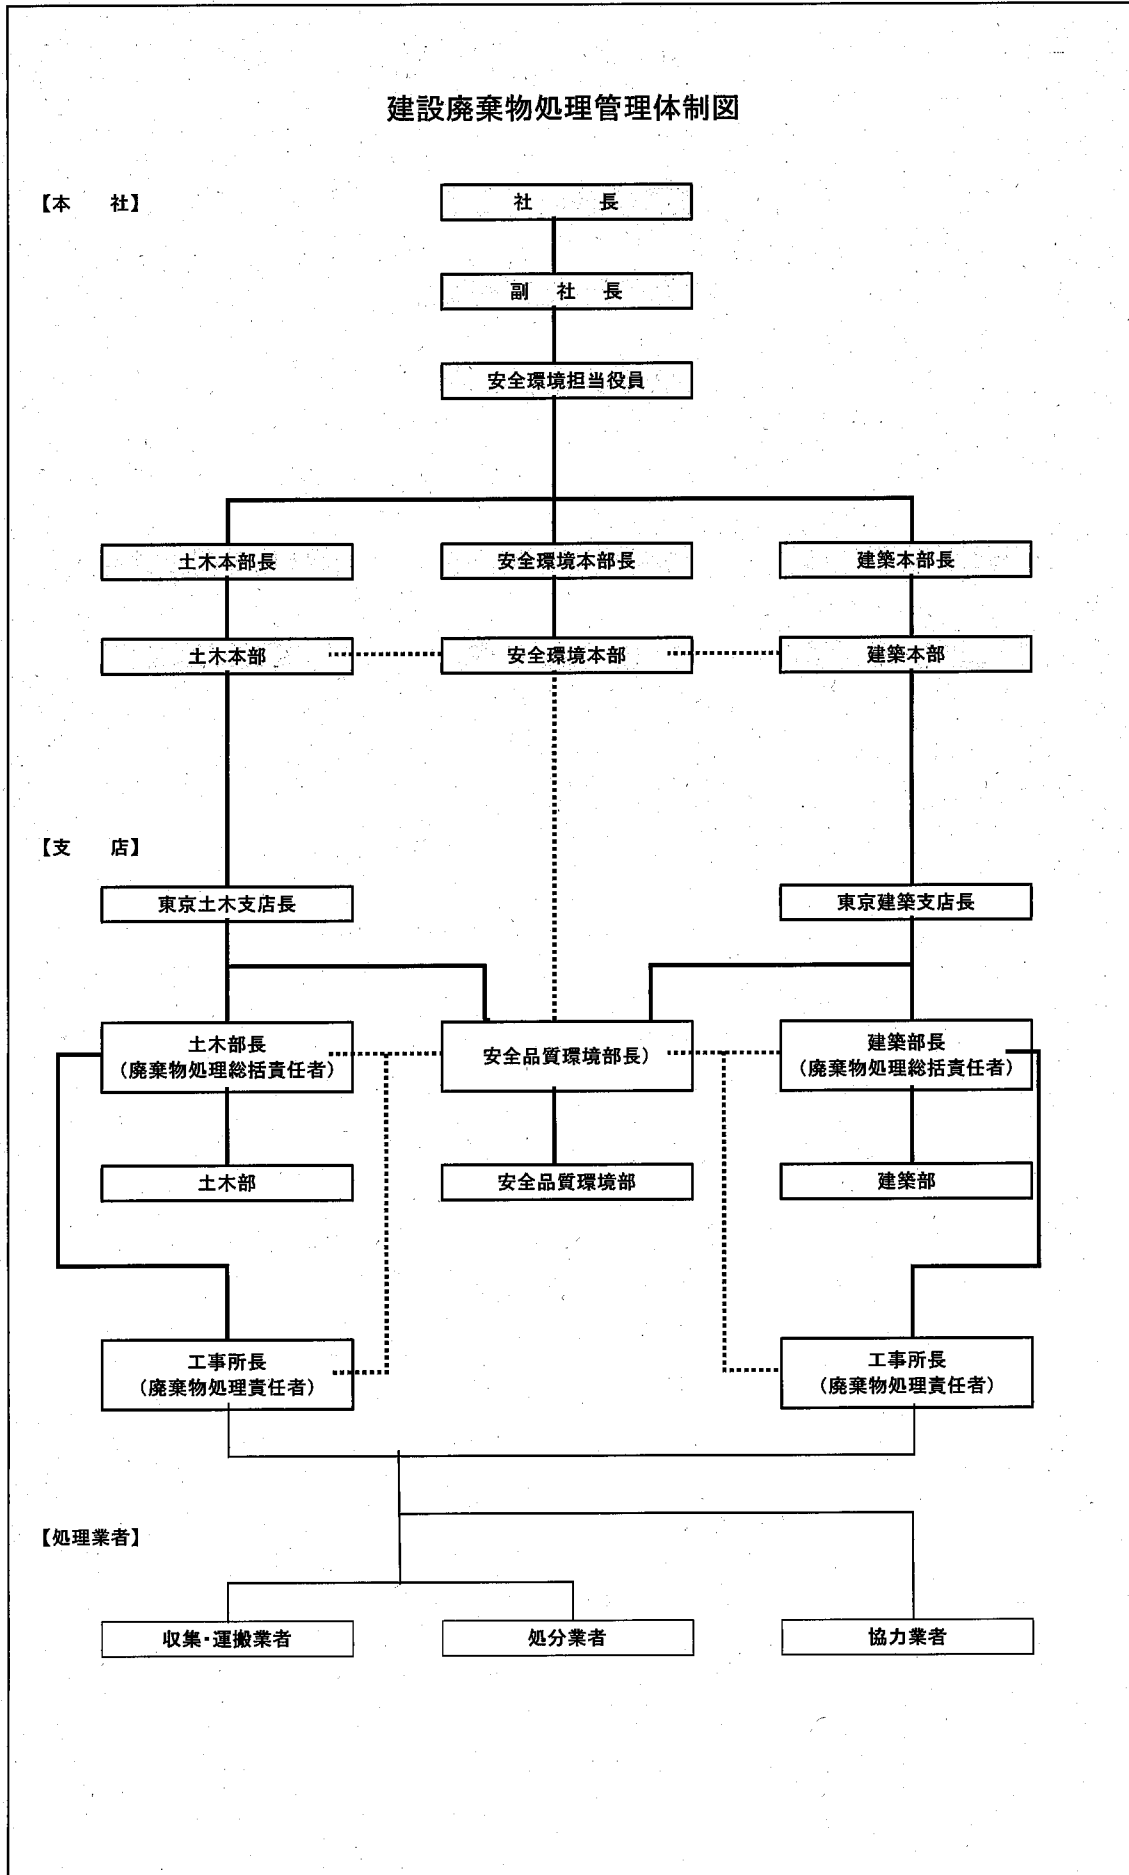 建設廃棄物処理管理体制図
【本　　社】
社　　　長
副　社　長
安全環境担当役員
土木本部長
安全環境本部長
建築本部長
土木本部
安全環境本部
建築本部
【支　　店】
東京土木支店長
東京建築支店長
土木部長
(廃棄物処理総括責任者)
安全品質環境部長)
建築部長
(廃棄物処理総括責任者)
土木部
安全品質環境部
建築部
工事所長
(廃棄物処理責任者)
工事所長
(廃棄物処理責任者)
【処理業者】
収集・運搬業者
処分業者
協力業者